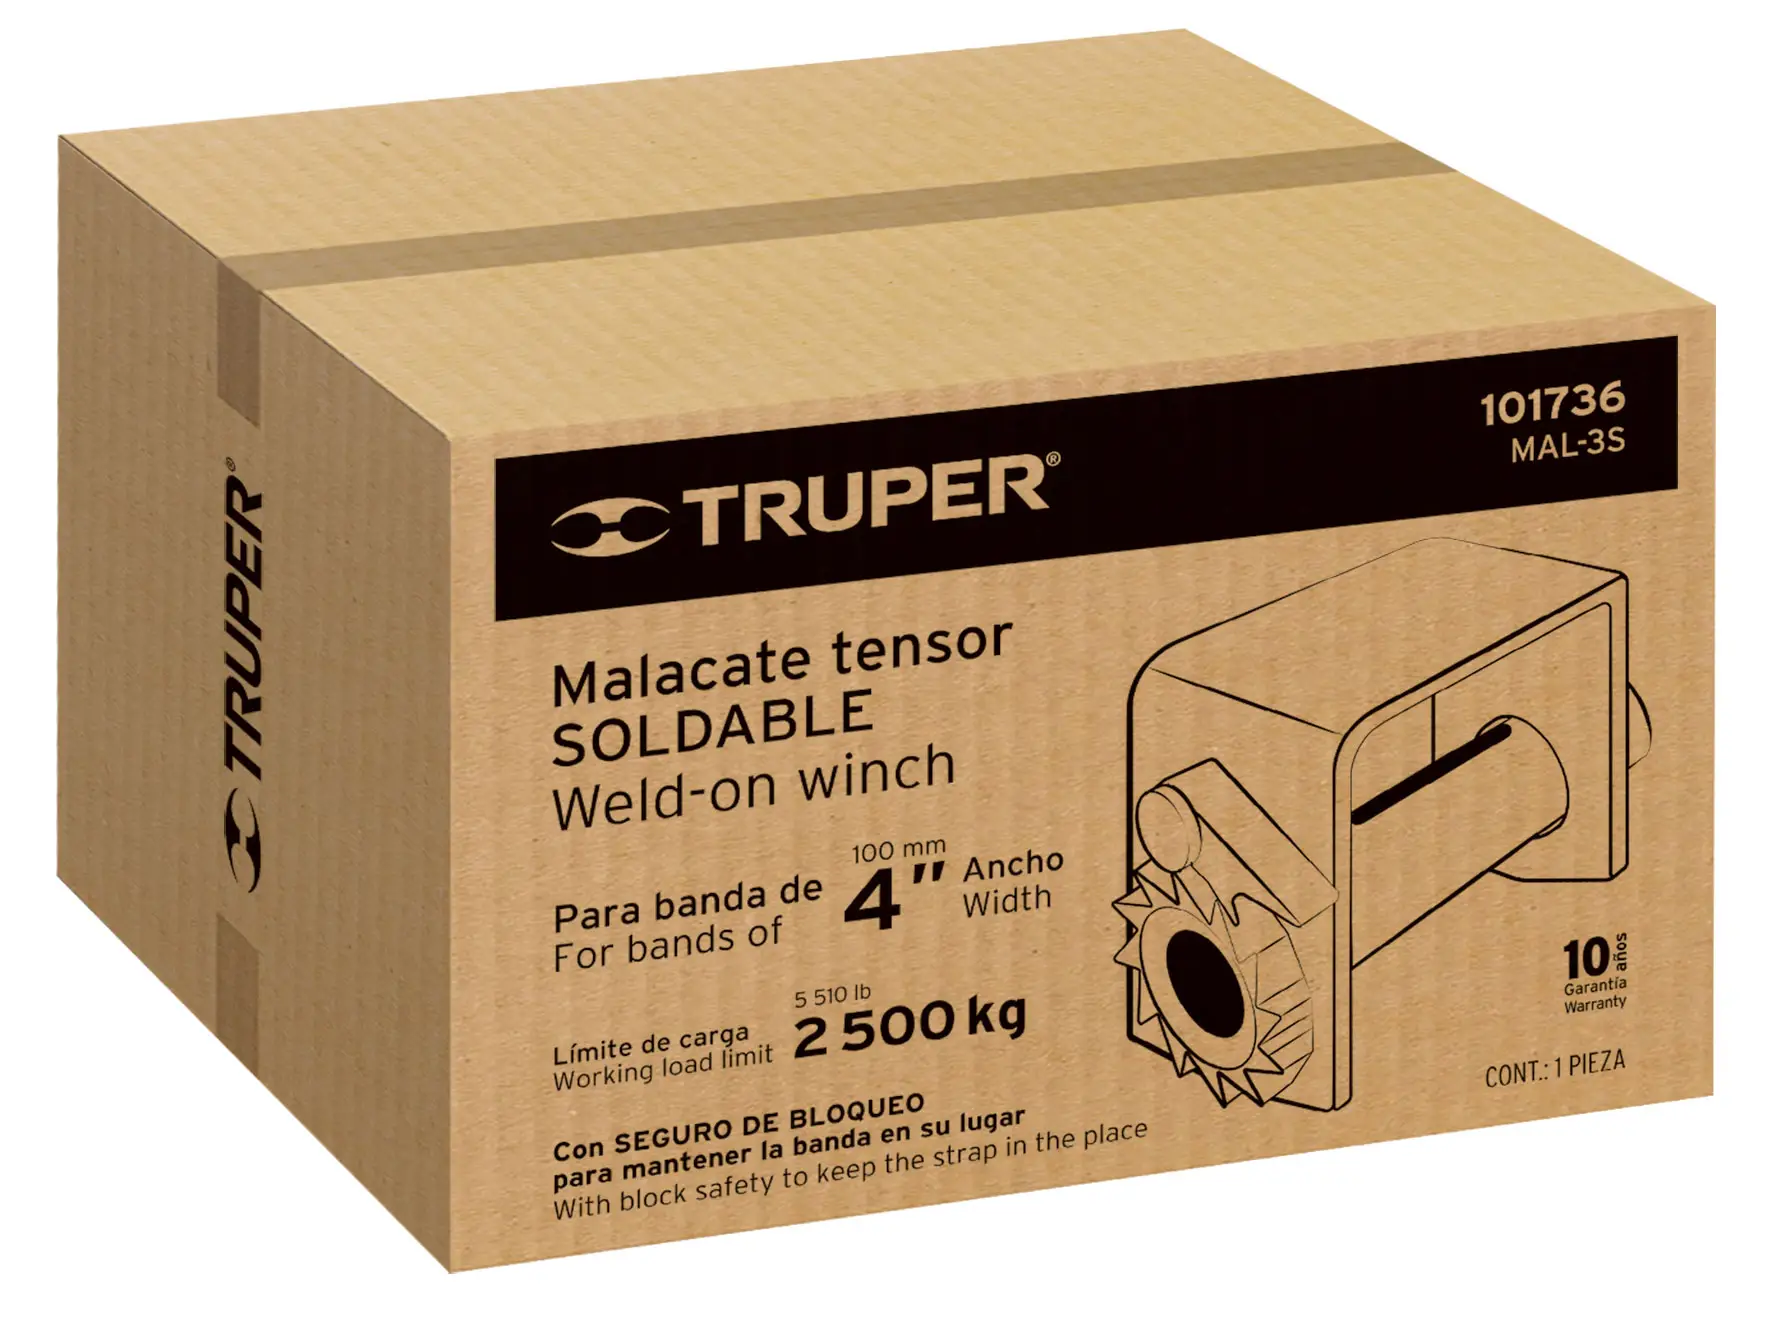 TRUPER®
101736
MAL-3S
TRUPER®
Malacate tensor
SOLDABLE
Weld-on winch
Para banda de
For bands of
100 mm
4"
Ancho
Width
Límite de carga
Working load limit
5 510 lb
2 500 kg
Con SEGURO DE BLOQUEO
para mantener la banda en su lugar
With block safety to keep the strap in the place
10 años
Garantía
Warranty
CONT.: 1 PIEZA